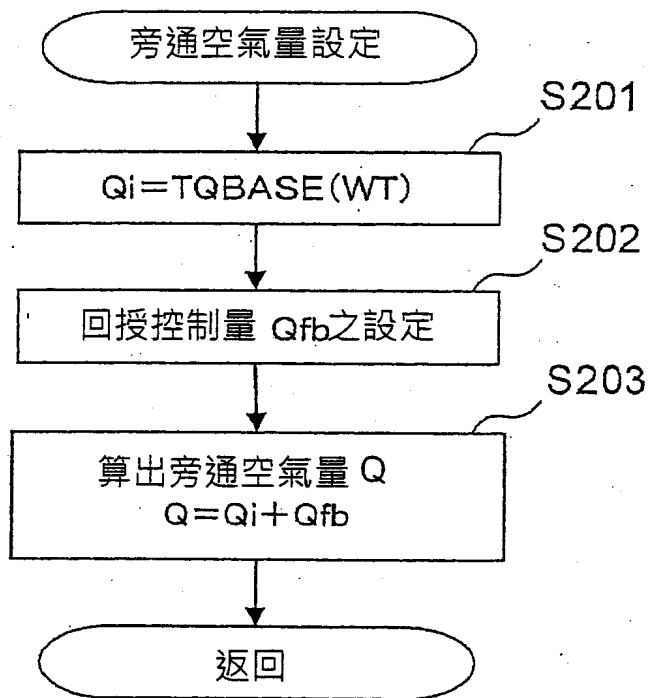 旁通空氣量設定
S201
Qi=TQBASE(WT)
S202
回授控制量 Qfb之設定
S203
算出旁通空氣量 Q
Q=Qi+Qfb
返回